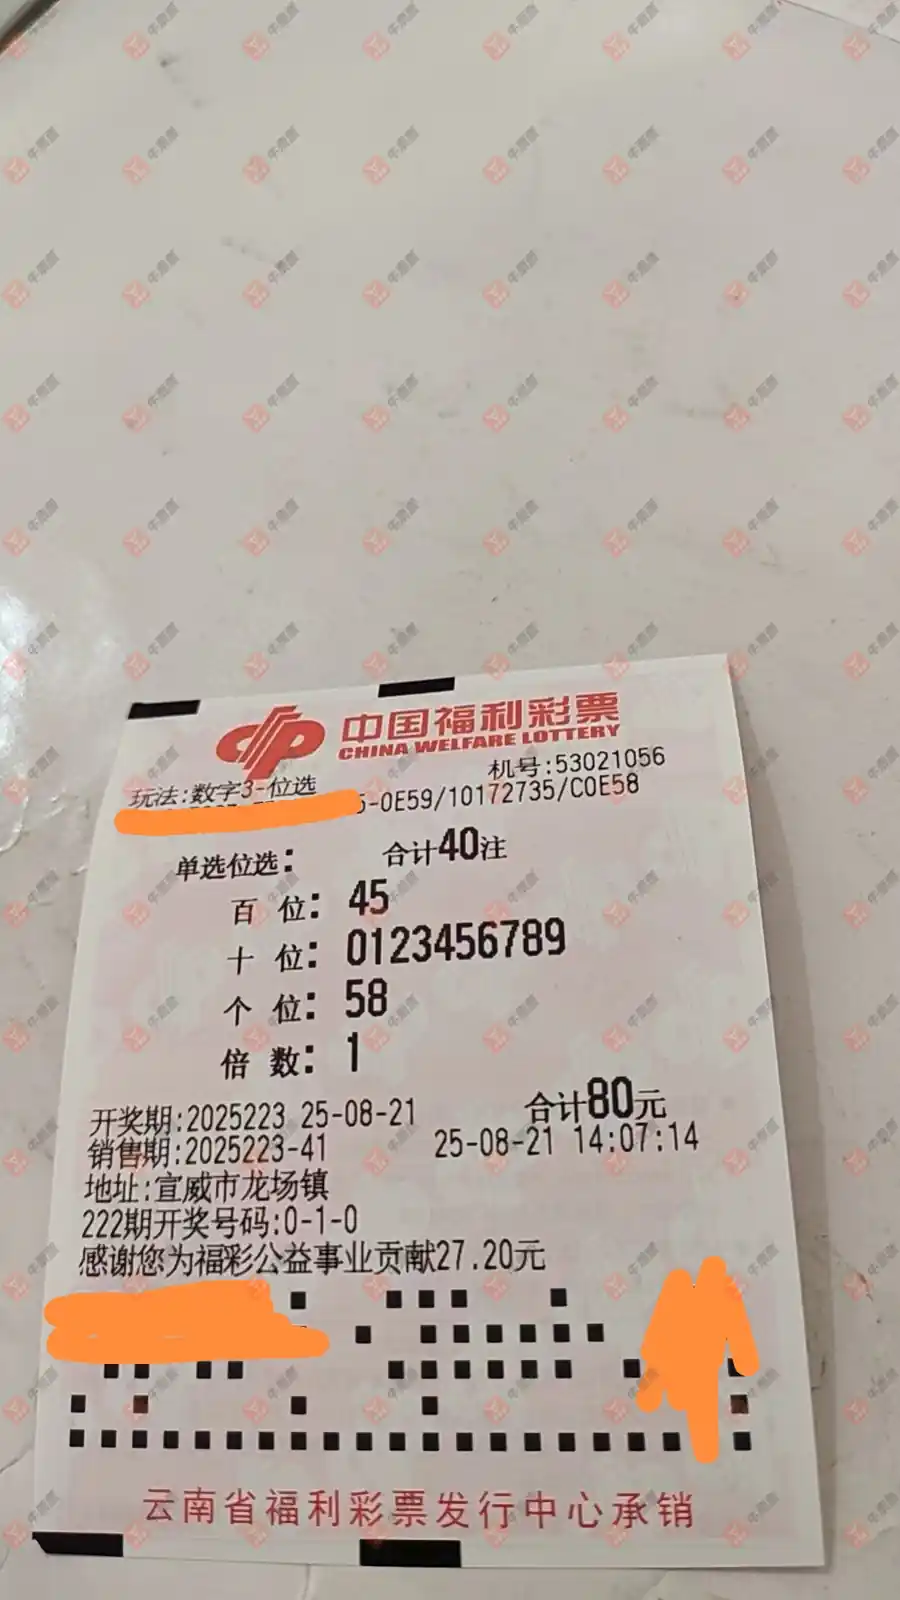 中国福利彩票
CHINA WELFARE LOTTERY
机号:53021056
玩法:数字3-位选
5-0E59/10172735/C0E58
单选位选: 合计40注
百 位: 45
十 位: 0123456789
个 位: 58
倍 数: 1
合计80元
开奖期:2025223 25-08-21
销售期:2025223-41 25-08-21 14:07:14
地址:宣威市龙场镇
222期开奖号码:0-1-0
感谢您为福彩公益事业贡献27.20元
云南省福利彩票发行中心承销